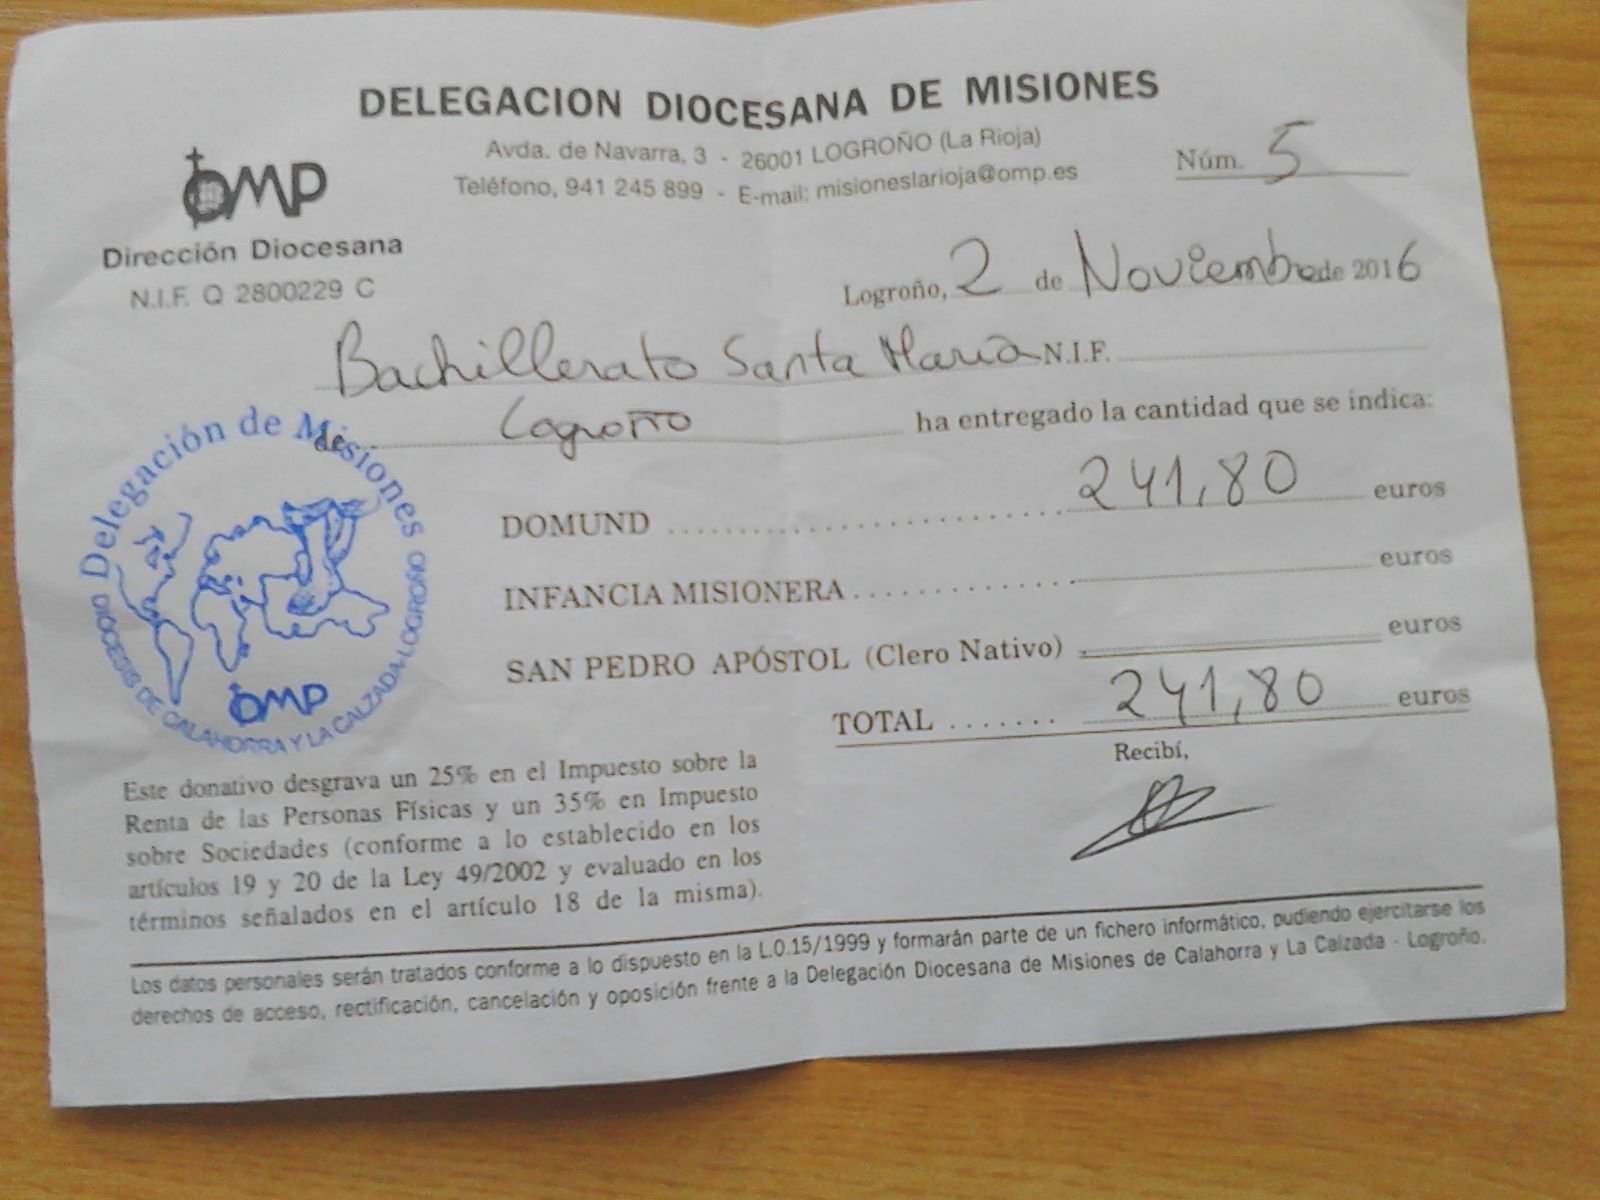 DELEGACION DIOCESANA DE MISIONES
Avda. de Navarra, 3 - 26001 LOGROÑO (La Rioja)
Teléfono, 941 245 899 - E-mail: misioneslarioja@omp.es
Núm. 5
OMP
Dirección Diocesana
N.I.F. Q 2800229 C
Logroño, 2 de Noviembre de 2016
Bachillerato Santa María N.I.F.
de Logroño ha entregado la cantidad que se indica:
DOMUND 241,80 euros
INFANCIA MISIONERA euros
SAN PEDRO APÓSTOL (Clero Nativo) euros
TOTAL 241,80 euros
Recibí,
Delegación de Misiones
DIÓCESIS DE CALAHORRA Y LA CALZADA-LOGROÑO
OMP
Este donativo desgrava un 25% en el Impuesto sobre la
Renta de las Personas Físicas y un 35% en Impuesto
sobre Sociedades (conforme a lo establecido en los
artículos 19 y 20 de la Ley 49/2002 y evaluado en los
términos señalados en el artículo 18 de la misma).
Los datos personales serán tratados conforme a lo dispuesto en la L.O.15/1999 y formarán parte de un fichero informático, pudiendo ejercitarse los
derechos de acceso, rectificación, cancelación y oposición frente a la Delegación Diocesana de Misiones de Calahorra y La Calzada - Logroño.